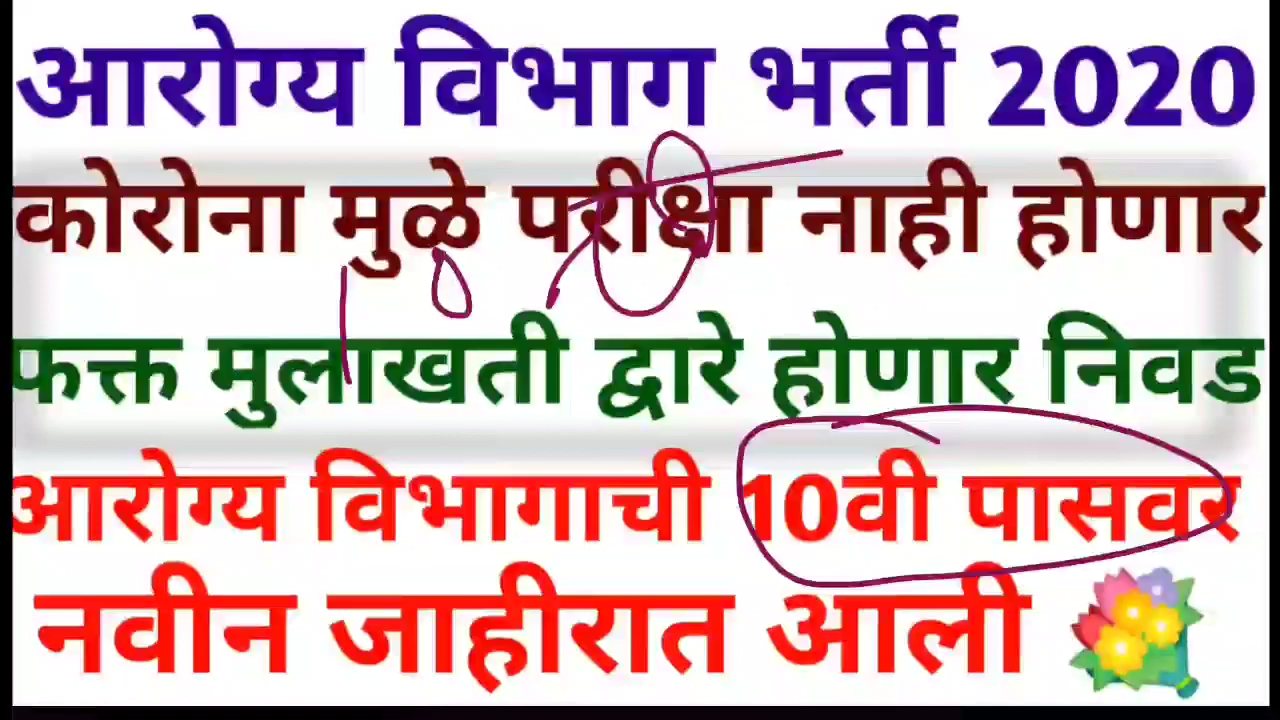 आरोग्य विभाग भर्ती 2020
कोरोना मुळे परीक्षा नाही होणार
फक्त मुलाखती द्वारे होणार निवड
आरोग्य विभागाची 10वी पासवर
नवीन जाहीरात आली